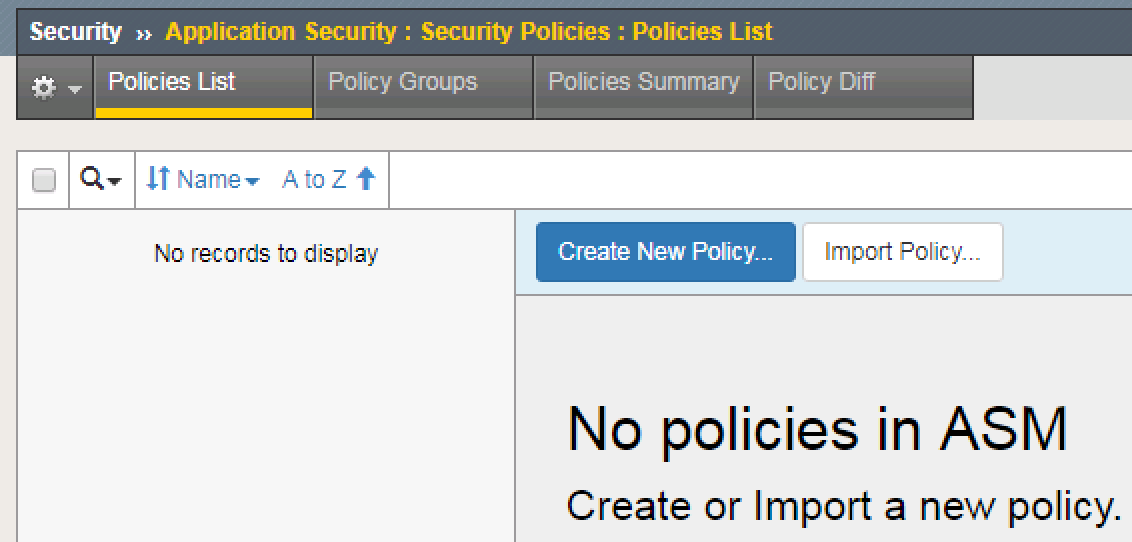 Security ›› Application Security : Security Policies : Policies List
Policies List Policy Groups Policies Summary Policy Diff
Name A to Z
No records to display
Create New Policy... Import Policy...
No policies in ASM
Create or Import a new policy.